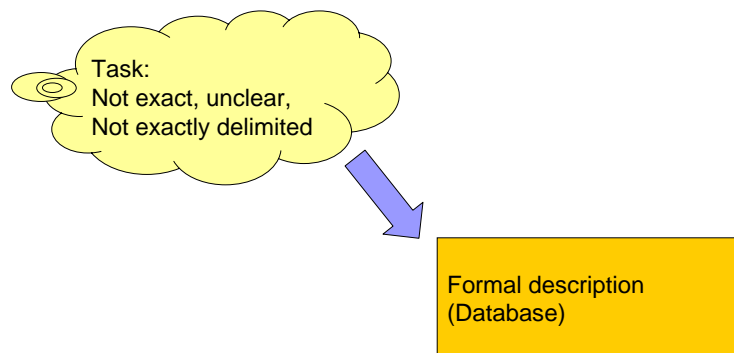 Task:
Not exact, unclear,
Not exactly delimited
Formal description
(Database)